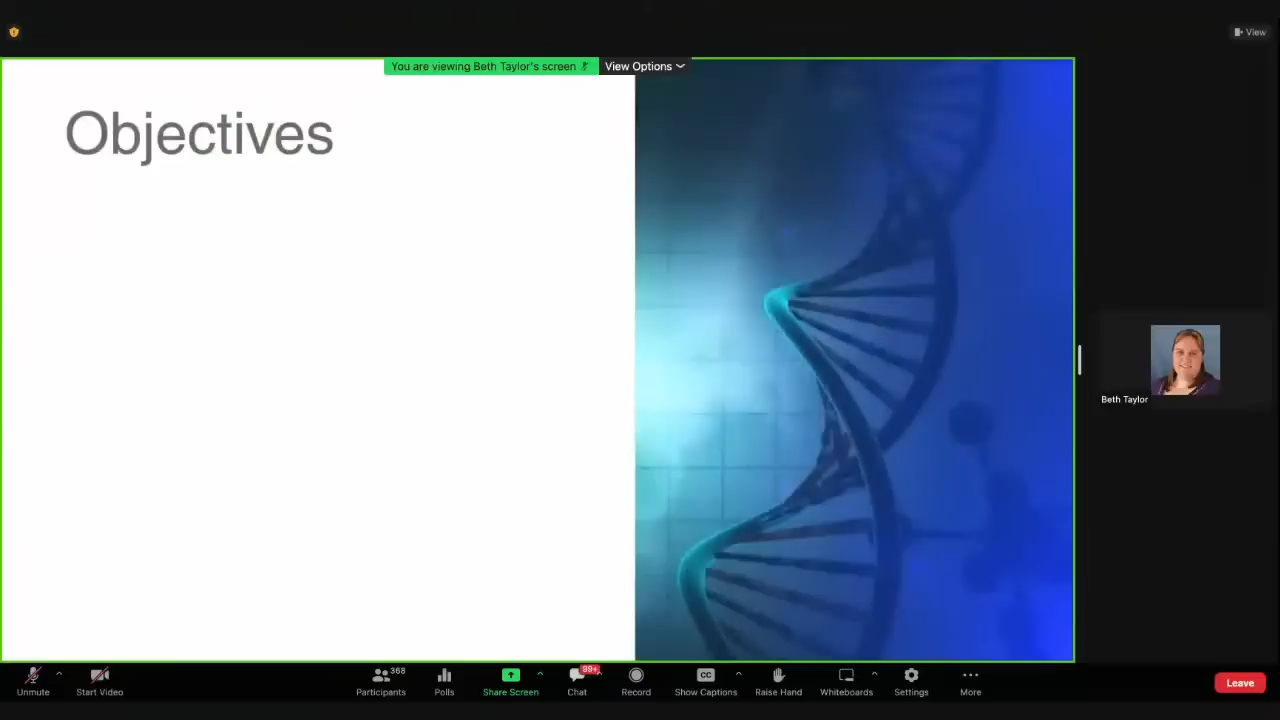 View
You are viewing Beth Taylor's screen View Options
Objectives
Beth Taylor
368
99+
CC
Unmute Start Video Participants Polls Share Screen Chat Record Show Captions Raise Hand Whiteboards Settings More Leave